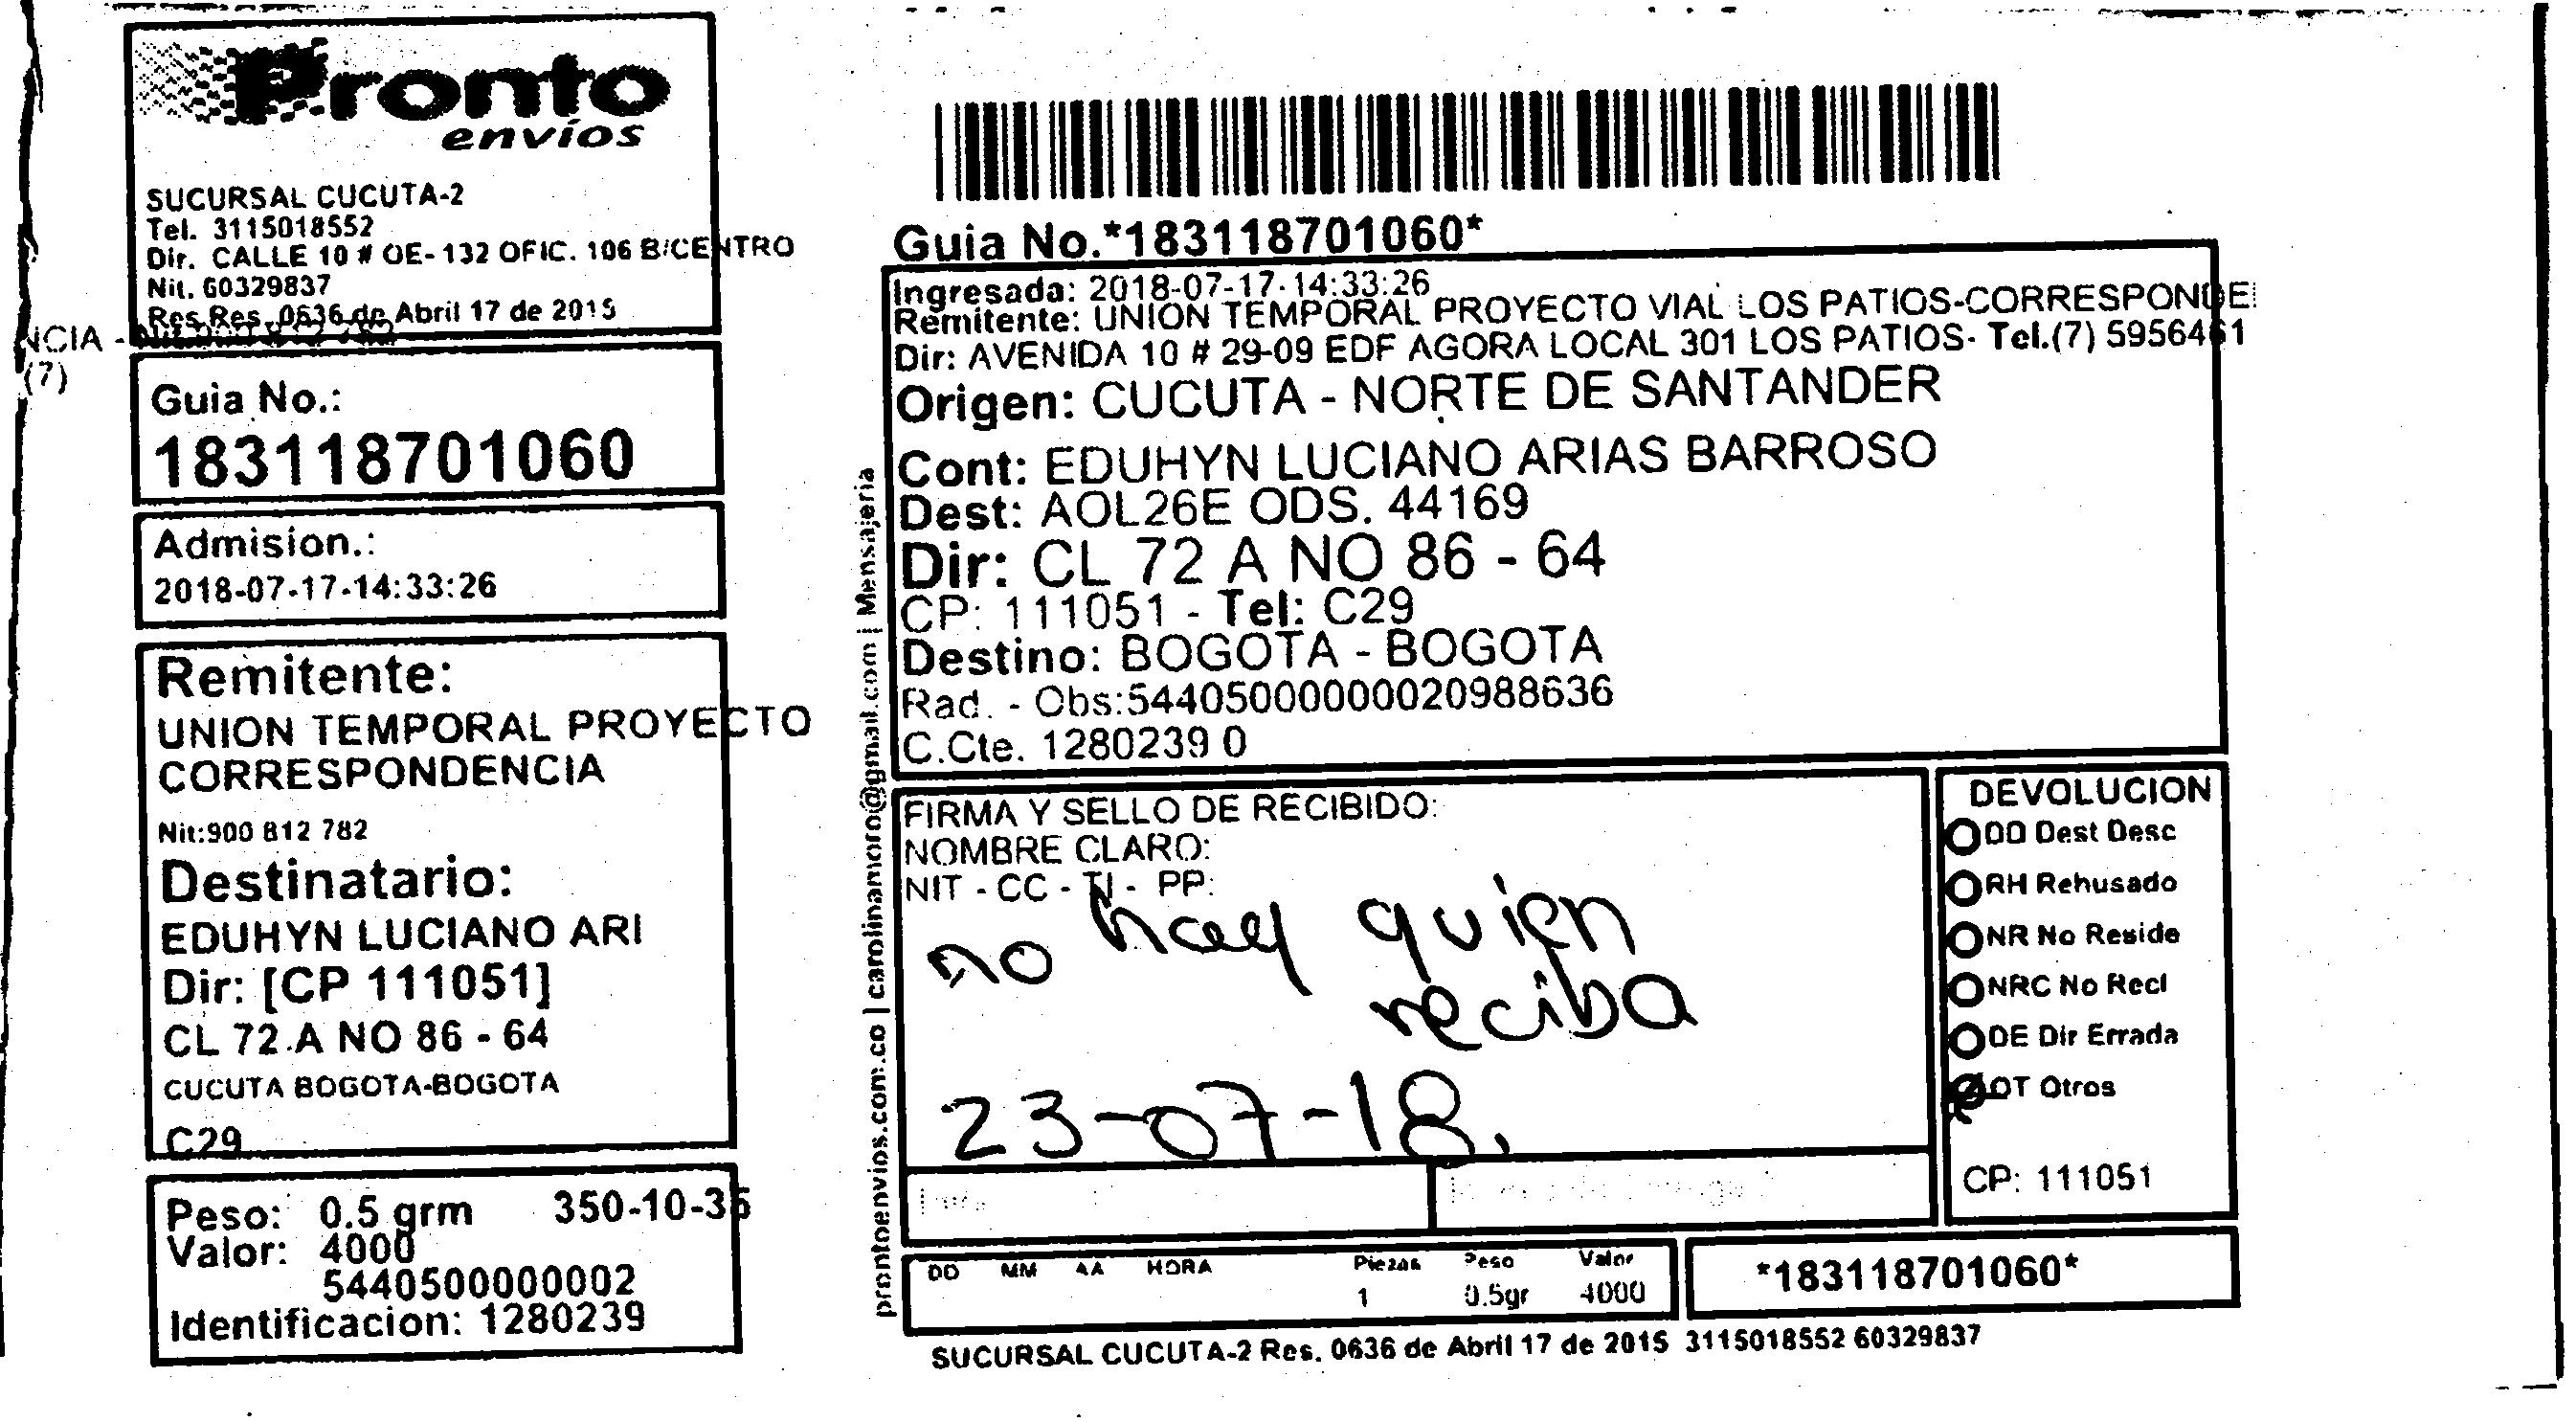 Pronto
envíos
SUCURSAL CUCUTA-2
Tel. 3115018552
Dir. CALLE 10 # OE-132 OFIC. 106 B/CENTRO
Nit. 60329837
Res.Res. 0636 de Abril 17 de 2015
NCIA -
(7)
Guia No.:
183118701060
Admision.:
2018-07-17-14:33:26
Remitente:
UNION TEMPORAL PROYECTO
CORRESPONDENCIA
Nit:900 812 782
Destinatario:
EDUHYN LUCIANO ARI
Dir: [CP 111051]
CL 72 A NO 86 - 64
CUCUTA BOGOTA-BOGOTA
C29
Peso: 0.5 grm 350-10-35
Valor: 4000
5440500000002
Identificacion: 1280239
prontoenvios.com.co | carolinamoro@gmail.com | Mensajeria
Guia No.*183118701060*
Ingresada: 2018-07-17-14:33:26
Remitente: UNION TEMPORAL PROYECTO VIAL LOS PATIOS-CORRESPONDE
Dir: AVENIDA 10 # 29-09 EDF AGORA LOCAL 301 LOS PATIOS- Tel.(7) 5956461
Origen: CUCUTA - NORTE DE SANTANDER
Cont: EDUHYN LUCIANO ARIAS BARROSO
Dest: AOL26E ODS. 44169
Dir: CL 72 A NO 86 - 64
CP: 111051 - Tel: C29
Destino: BOGOTA - BOGOTA
Rad. - Obs:544050000000020988636
C.Cte. 1280239 0
FIRMA Y SELLO DE RECIBIDO:
NOMBRE CLARO:
NIT - CC - TI - PP:
no hay quien
reciba
23-07-18.
DEVOLUCION
DD Dest Desc
RH Rehusado
NR No Reside
NRC No Recl
DE Dir Errada
OT Otros
CP: 111051
DD MM AA HORA Piezas Peso Valor
1 0.5gr 4000
*183118701060*
SUCURSAL CUCUTA-2 Res. 0636 de Abril 17 de 2015 3115018552 60329837